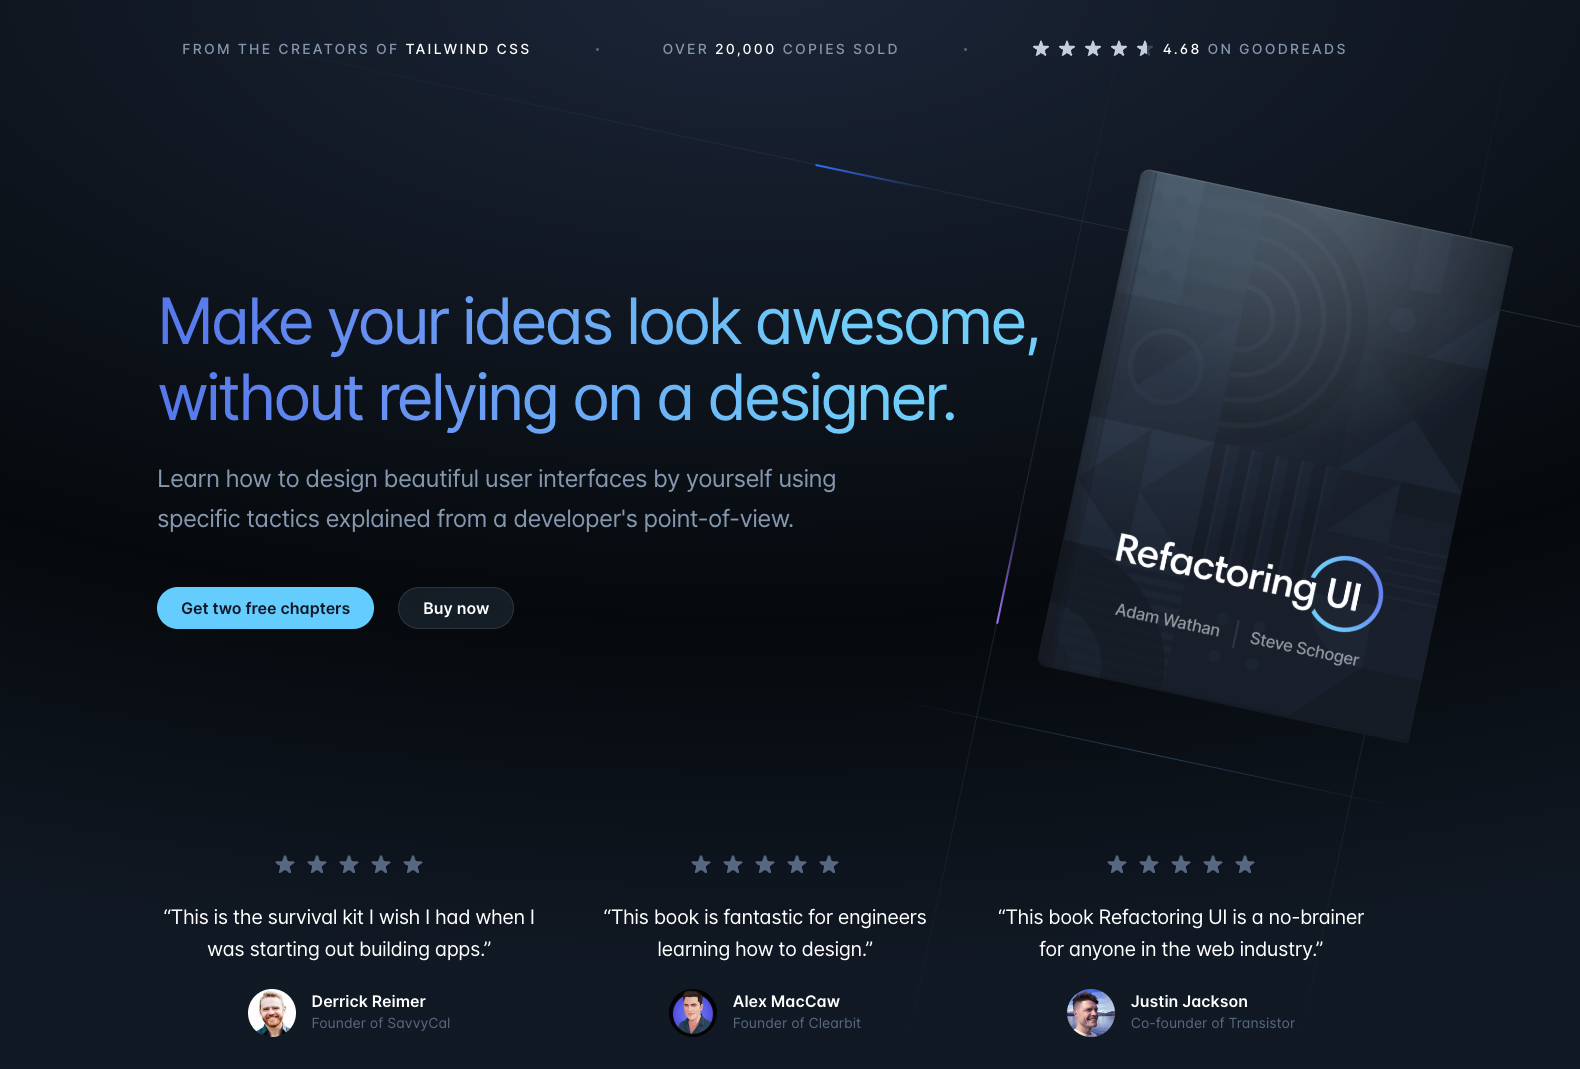 FROM THE CREATORS OF TAILWIND CSS
OVER 20,000 COPIES SOLD
4.68 ON GOODREADS
Make your ideas look awesome,
without relying on a designer.
Learn how to design beautiful user interfaces by yourself using
specific tactics explained from a developer's point-of-view.
Get two free chapters
Buy now
Refactoring UI
Adam Wathan
Steve Schoger
“This is the survival kit I wish I had when I
was starting out building apps.”
Derrick Reimer
Founder of SavvyCal
“This book is fantastic for engineers
learning how to design.”
Alex MacCaw
Founder of Clearbit
“This book Refactoring UI is a no-brainer
for anyone in the web industry.”
Justin Jackson
Co-founder of Transistor